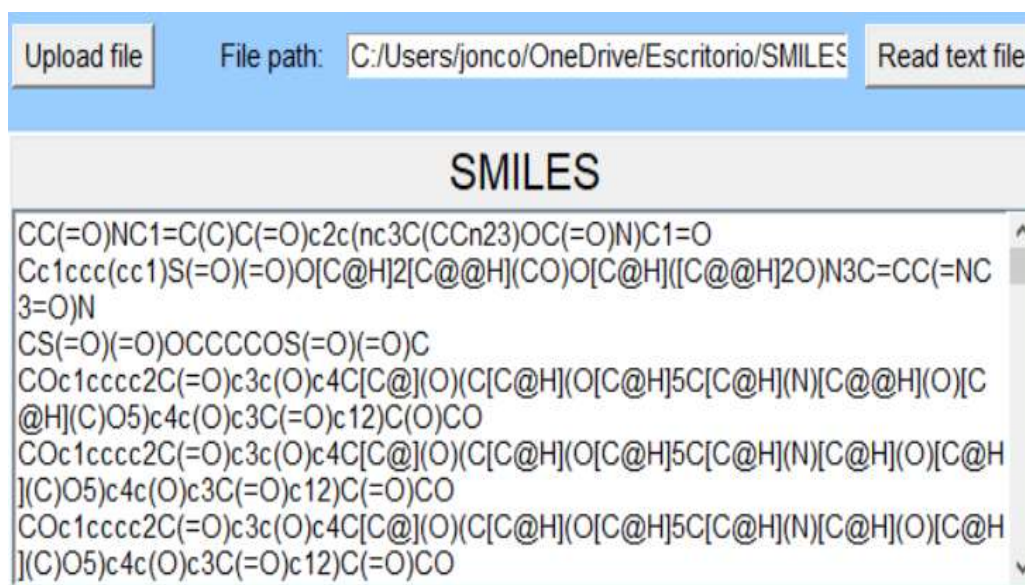 Upload file File path: C:/Users/jonco/OneDrive/Escritorio/SMILES Read text file
SMILES
CC(=O)NC1=C(C)C(=O)c2c(nc3C(CCn23)OC(=O)N)C1=O
Cc1ccc(cc1)S(=O)(=O)O[C@H]2[C@@H](CO)O[C@H]([C@@H]2O)N3C=CC(=NC
3=O)N
CS(=O)(=O)OCCCCOS(=O)(=O)C
COc1cccc2C(=O)c3c(O)c4C[C@](O)(C[C@H](O[C@H]5C[C@H](N)[C@@H](O)[C
@H](C)O5)c4c(O)c3C(=O)c12)C(O)CO
COc1cccc2C(=O)c3c(O)c4C[C@](O)(C[C@H](O[C@H]5C[C@H](N)[C@H](O)[C@H
](C)O5)c4c(O)c3C(=O)c12)C(=O)CO
COc1cccc2C(=O)c3c(O)c4C[C@](O)(C[C@H](O[C@H]5C[C@H](N)[C@H](O)[C@H
](C)O5)c4c(O)c3C(=O)c12)C(=O)CO